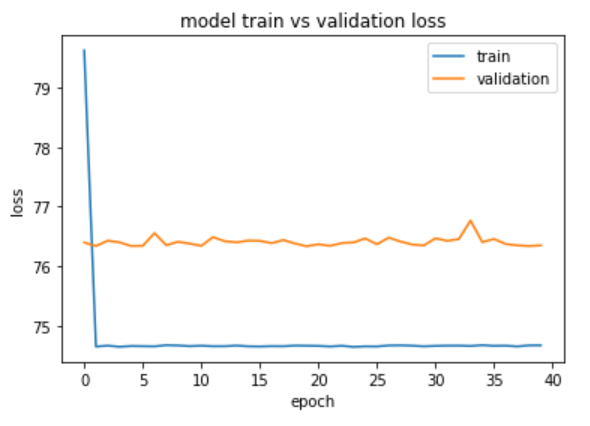 model train vs validation loss
train
validation
79
78
77
76
75
loss
0 5 10 15 20 25 30 35 40
epoch